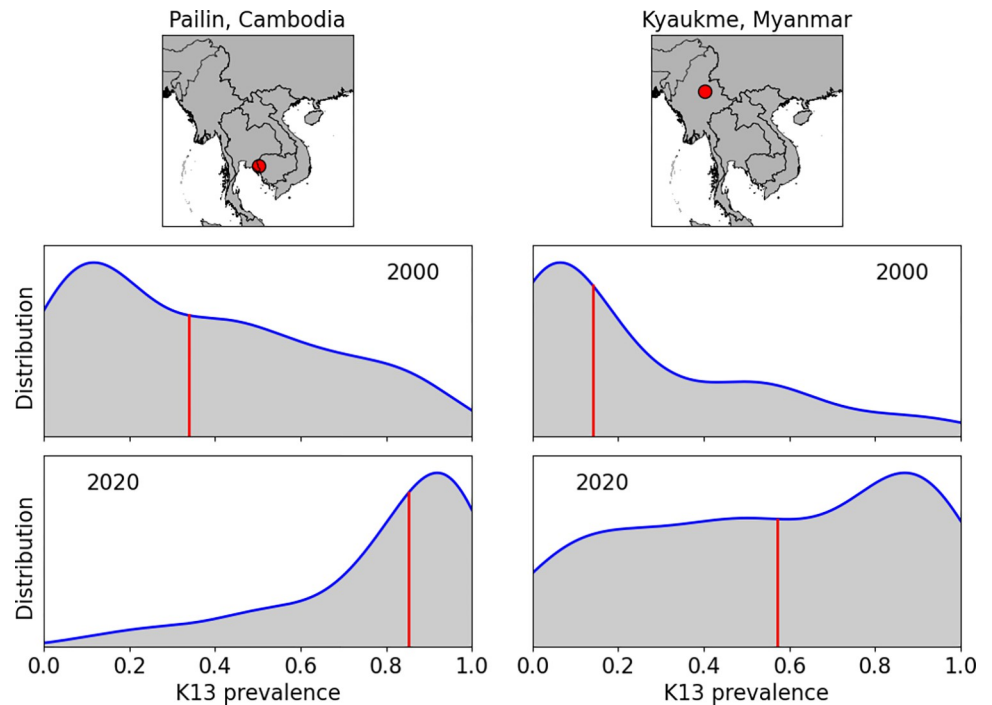 Pailin, Cambodia
Kyaukme, Myanmar
2000
2000
Distribution
2020
2020
Distribution
0.0 0.2 0.4 0.6 0.8 1.0
0.0 0.2 0.4 0.6 0.8 1.0
K13 prevalence
K13 prevalence